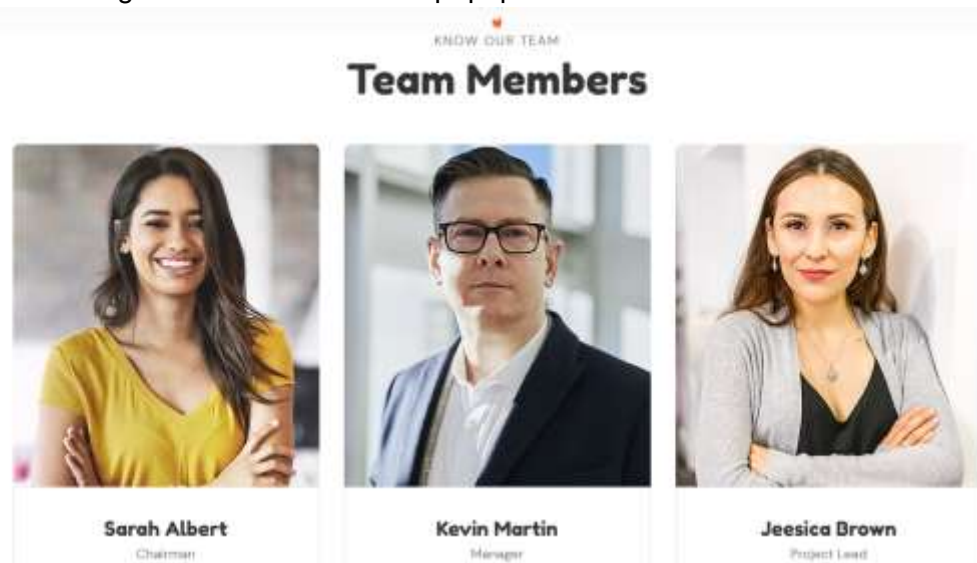 KNOW OUR TEAM
Team Members
Sarah Albert
Chairman
Kevin Martin
Manager
Jeesica Brown
Project Lead